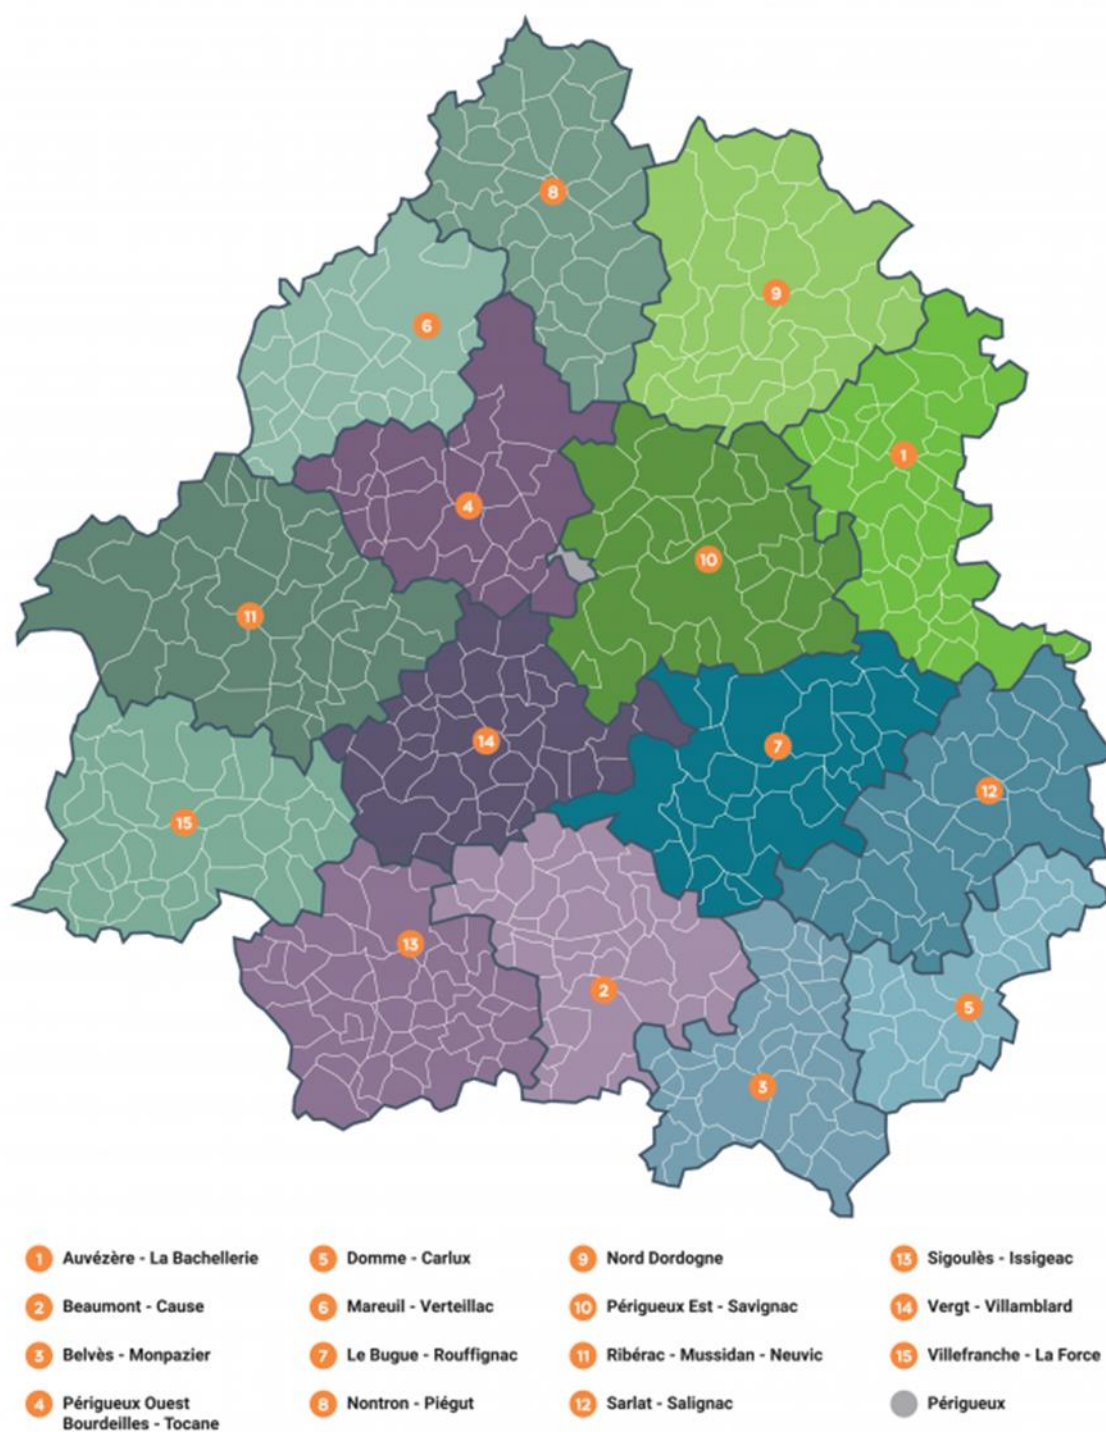 8
9
6
1
4
10
11
14
7
12
15
13
2
5
3
1 Auvézère - La Bachellerie
2 Beaumont - Cause
3 Belvès - Monpazier
4 Périgueux Ouest
Bourdeilles - Tocane
5 Domme - Carlux
6 Mareuil - Verteillac
7 Le Bugue - Rouffignac
8 Nontron - Piégut
9 Nord Dordogne
10 Périgueux Est - Savignac
11 Ribérac - Mussidan - Neuvic
12 Sarlat - Salignac
13 Sigoulès - Issigeac
14 Vergt - Villamblard
15 Villefranche - La Force
Périgueux